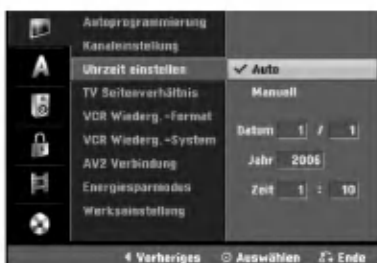 Autoprogrammierung
Kanaleinstellung
Uhrzeit einstellen
✓ Auto
TV Seitenverhältnis
Manuell
VCR Wiederg. -Format
VCR Wiederg. -System
Datum 1 / 1
AV2 Verbindung
Jahr 2006
Energiesparmodus
Zeit 1 : 10
Werkseinstellung
A
Vorheriges Auswählen Ende